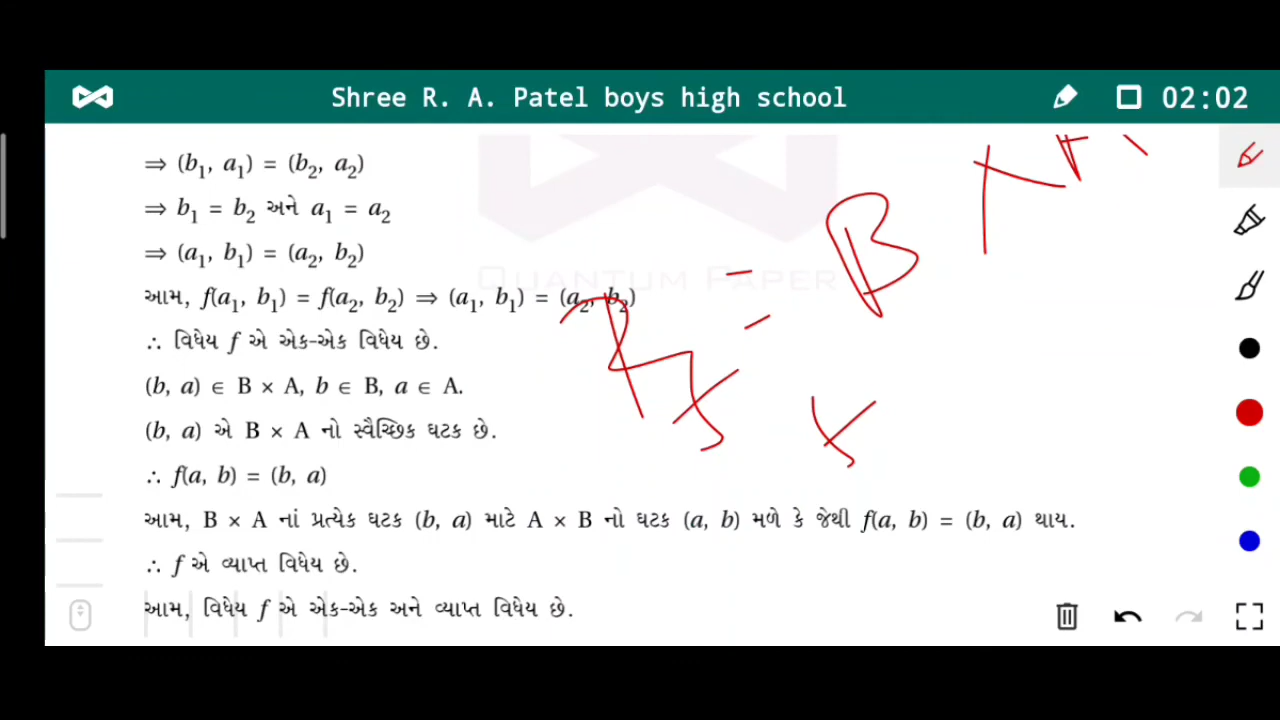 Shree R. A. Patel boys high school 02:02
⇒ (b₁, a₁) = (b₂, a₂)
⇒ b₁ = b₂ અને a₁ = a₂
⇒ (a₁, b₁) = (a₂, b₂)
આમ, f(a₁, b₁) = f(a₂, b₂) ⇒ (a₁, b₁) = (a₂, b₂)
∴ વિધેય f એ એક-એક વિધેય છે.
(b, a) ∈ B × A, b ∈ B, a ∈ A.
(b, a) એ B × A નો સ્વૈચ્છિક ઘટક છે.
∴ f(a, b) = (b, a)
આમ, B × A નાં પ્રત્યેક ઘટક (b, a) માટે A × B નો ઘટક (a, b) મળે કે જેથી f(a, b) = (b, a) થાય.
∴ f એ વ્યાપ્ત વિધેય છે.
આમ, વિધેય f એ એક-એક અને વ્યાપ્ત વિધેય છે.
QUANTUM PAPER
R f = B × A